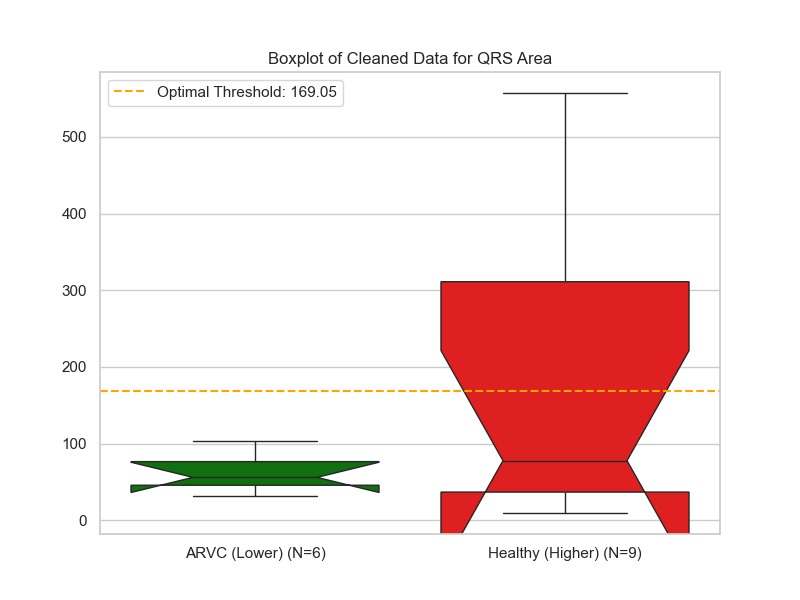 Boxplot of Cleaned Data for QRS Area
Optimal Threshold: 169.05
500
400
300
200
100
0
ARVC (Lower) (N=6)
Healthy (Higher) (N=9)